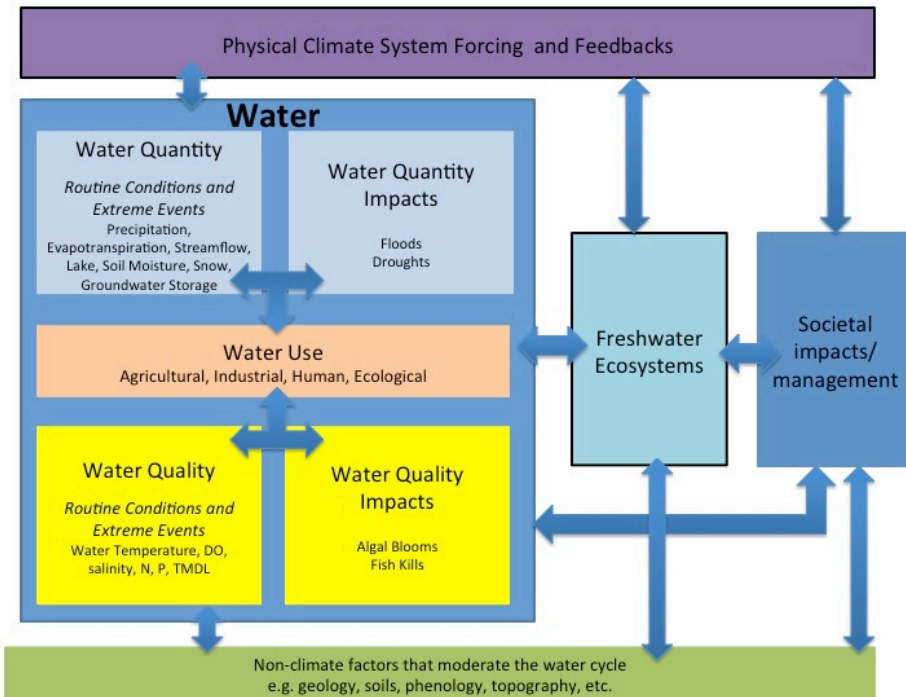 Physical Climate System Forcing and Feedbacks
Water
Water Quantity
Routine Conditions and
Extreme Events
Precipitation,
Evapotranspiration, Streamflow,
Lake, Soil Moisture, Snow,
Groundwater Storage
Water Quantity
Impacts
Floods
Droughts
Water Use
Agricultural, Industrial, Human, Ecological
Water Quality
Routine Conditions and
Extreme Events
Water Temperature, DO,
salinity, N, P, TMDL
Water Quality
Impacts
Algal Blooms
Fish Kills
Freshwater
Ecosystems
Societal
impacts/
management
Non-climate factors that moderate the water cycle
e.g. geology, soils, phenology, topography, etc.